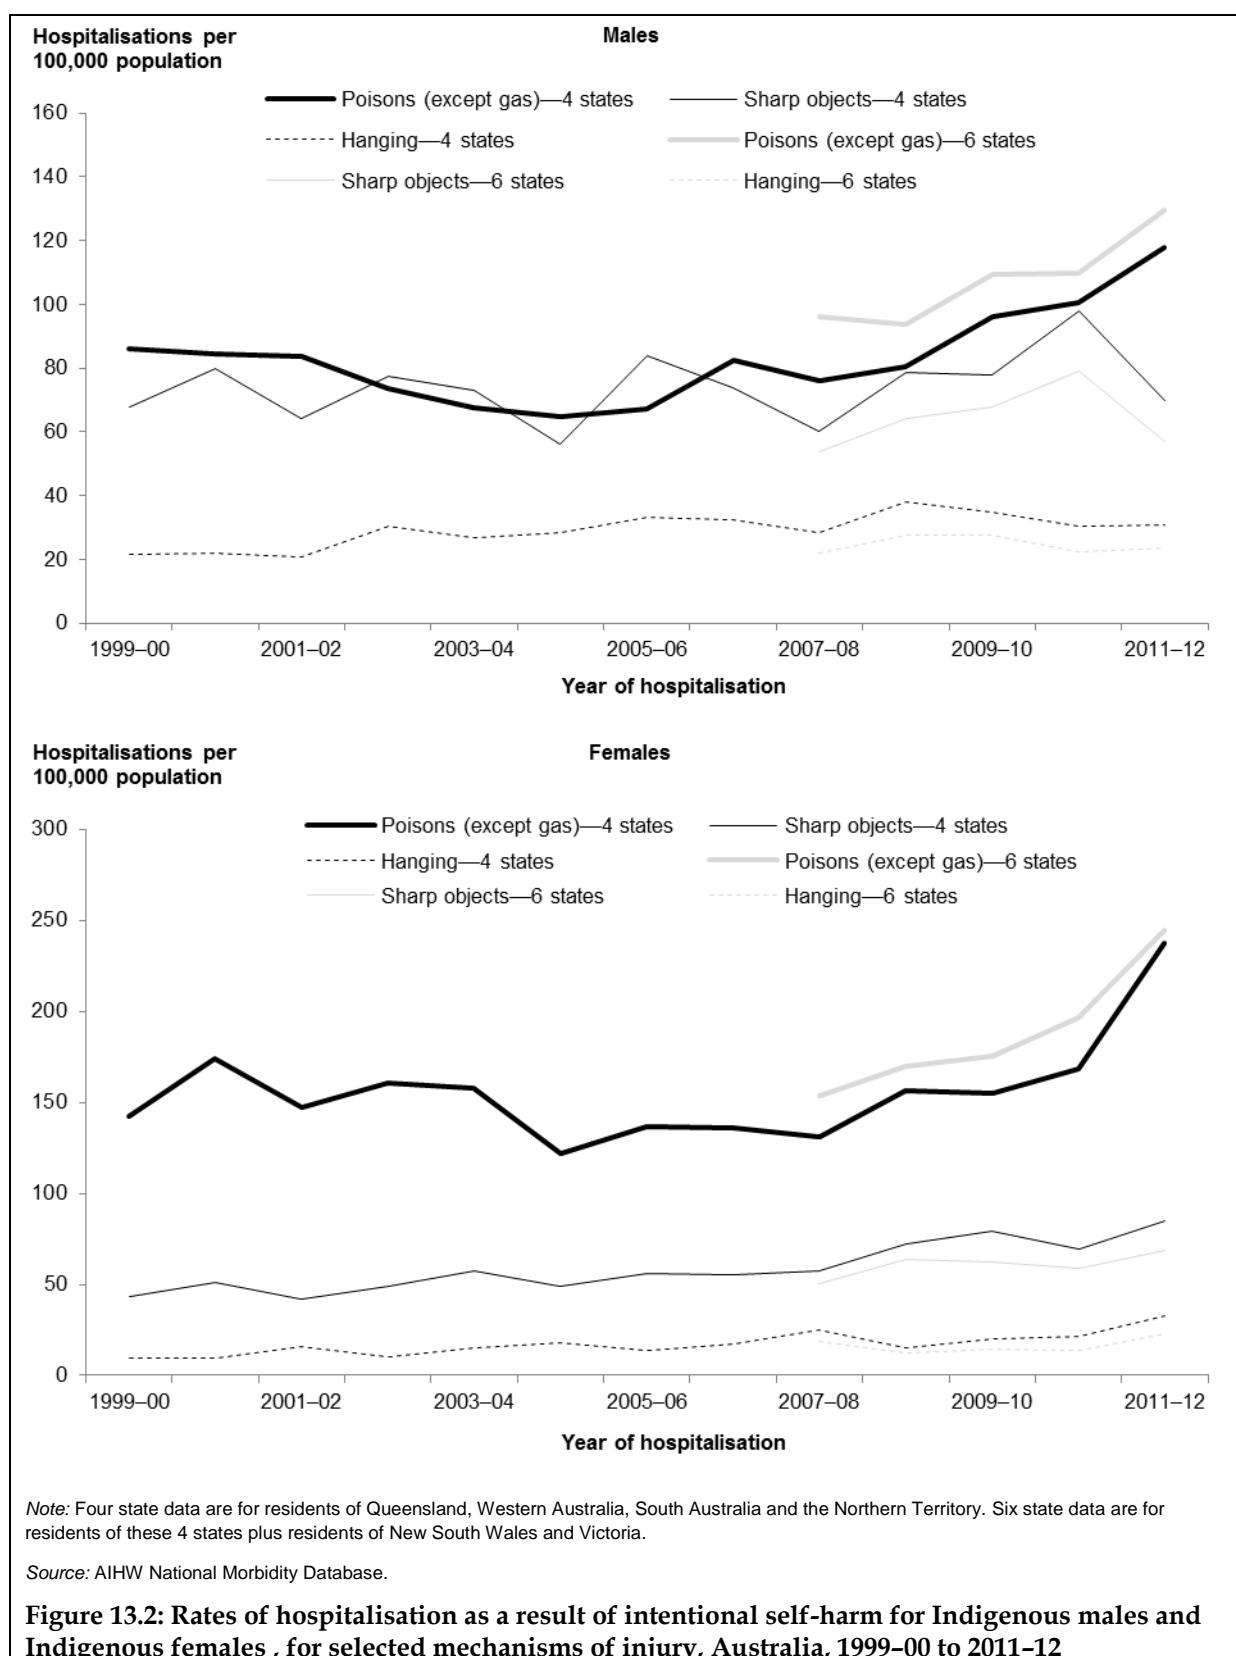 Hospitalisations per
100,000 population
Males
Poisons (except gas)—4 states
Sharp objects—4 states
Hanging—4 states
Poisons (except gas)—6 states
Sharp objects—6 states
Hanging—6 states
160
140
120
100
80
60
40
20
0
1999–00 2001–02 2003–04 2005–06 2007–08 2009–10 2011–12
Year of hospitalisation
Hospitalisations per
100,000 population
Females
Poisons (except gas)—4 states
Sharp objects—4 states
Hanging—4 states
Poisons (except gas)—6 states
Sharp objects—6 states
Hanging—6 states
300
250
200
150
100
50
0
1999–00 2001–02 2003–04 2005–06 2007–08 2009–10 2011–12
Year of hospitalisation
Note: Four state data are for residents of Queensland, Western Australia, South Australia and the Northern Territory. Six state data are for
residents of these 4 states plus residents of New South Wales and Victoria.
Source: AIHW National Morbidity Database.
Figure 13.2: Rates of hospitalisation as a result of intentional self-harm for Indigenous males and
Indigenous females , for selected mechanisms of injury, Australia, 1999–00 to 2011–12